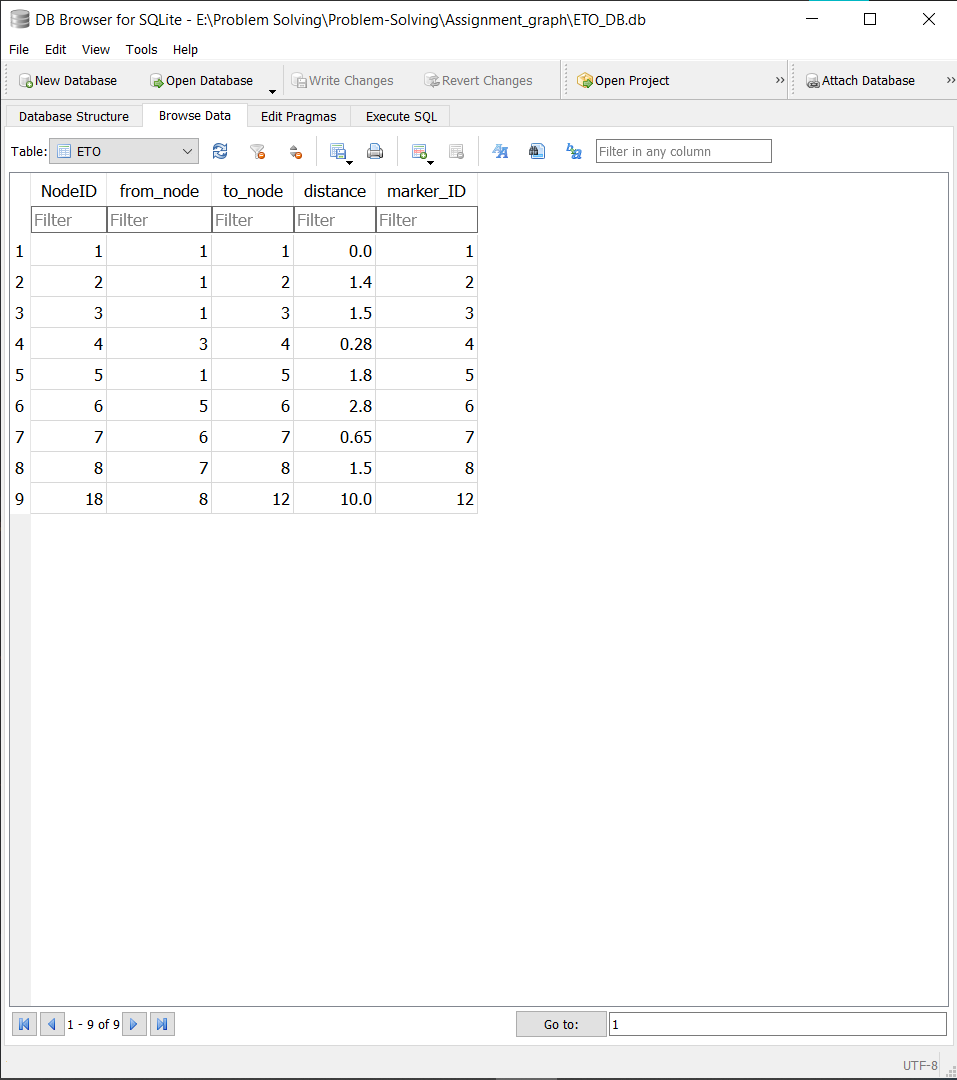 DB Browser for SQLite - E:\Problem Solving\Problem-Solving\Assignment_graph\ETO_DB.db
File Edit View Tools Help
New Database Open Database Write Changes Revert Changes Open Project » Attach Database »
Database Structure Browse Data Edit Pragmas Execute SQL
Table: ETO Filter in any column
NodeID from_node to_node distance marker_ID
Filter Filter Filter Filter Filter
1 1 1 1 0.0 1
2 2 1 2 1.4 2
3 3 1 3 1.5 3
4 4 3 4 0.28 4
5 5 1 5 1.8 5
6 6 5 6 2.8 6
7 7 6 7 0.65 7
8 8 7 8 1.5 8
9 18 8 12 10.0 12
1 - 9 of 9 Go to: 1
UTF-8